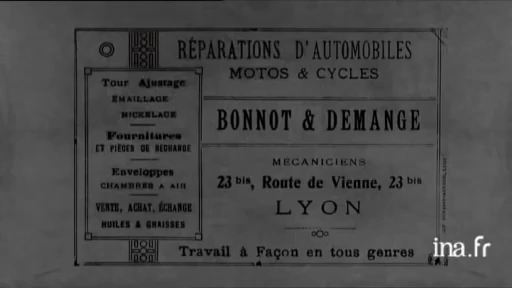 RÉPARATIONS D'AUTOMOBILES
MOTOS & CYCLES
Tour Ajustage
EMAILLAGE
NICKELAGE
Fournitures
ET PIÈCES DE RECHANGE
Enveloppes
CHAMBRES A AIR
VENTE, ACHAT, ÉCHANGE
HUILES & GRAISSES
BONNOT & DEMANGE
MECANICIENS
23 bis, Route de Vienne, 23 bis
LYON
Travail à Façon en tous genres
ina.fr